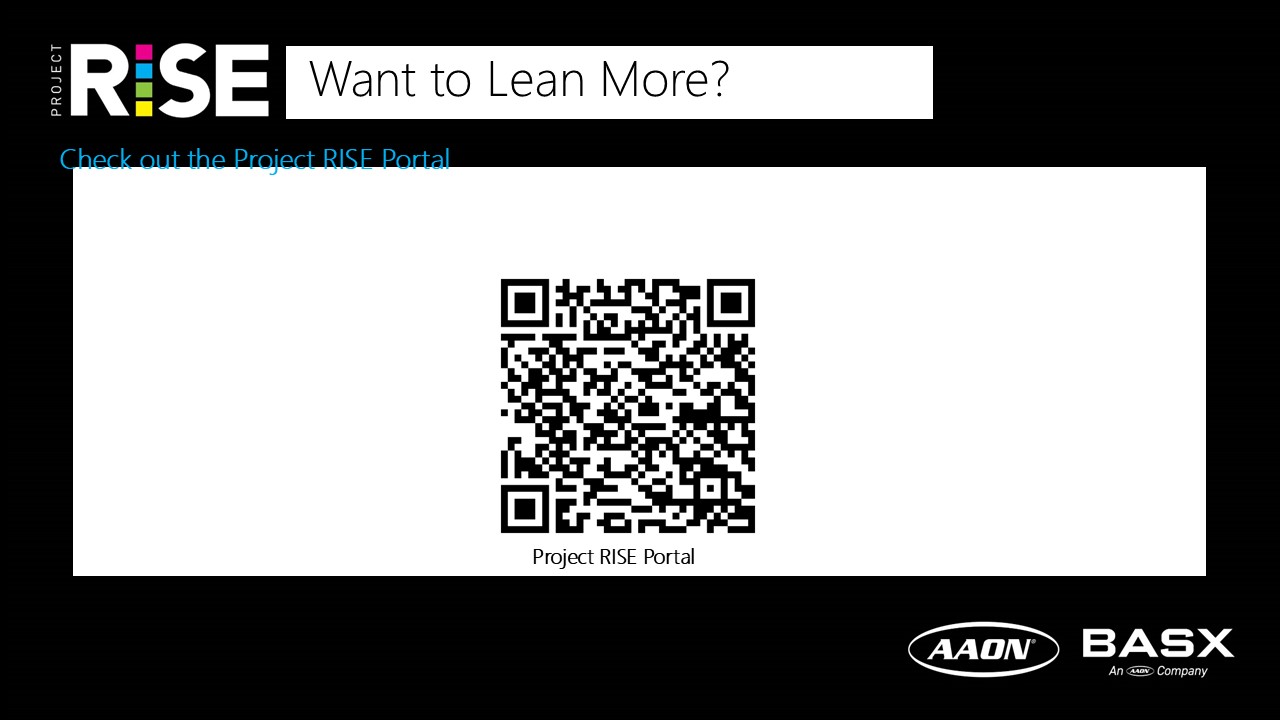 PROJECT
RISE
Want to Lean More?
Check out the Project RISE Portal
Project RISE Portal
AAON®
BASX
An AAON Company